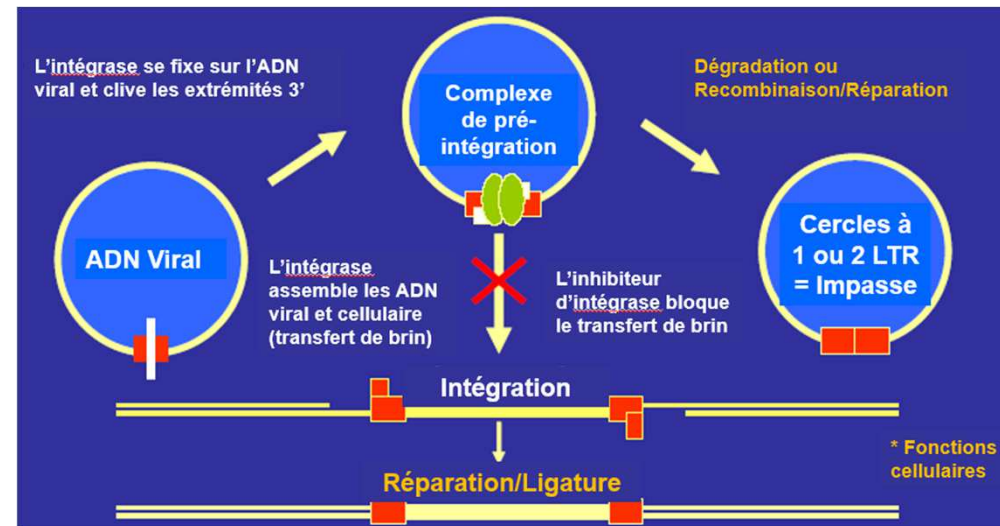 L'intégrase se fixe sur l'ADN
viral et clive les extrémités 3'
Complexe
de pré-
intégration
Dégradation ou
Recombinaison/Réparation
ADN Viral
L'intégrase
assemble les ADN
viral et cellulaire
(transfert de brin)
L'inhibiteur
d'intégrase bloque
le transfert de brin
Cercles à
1 ou 2 LTR
= Impasse
Intégration
Réparation/Ligature
* Fonctions
cellulaires